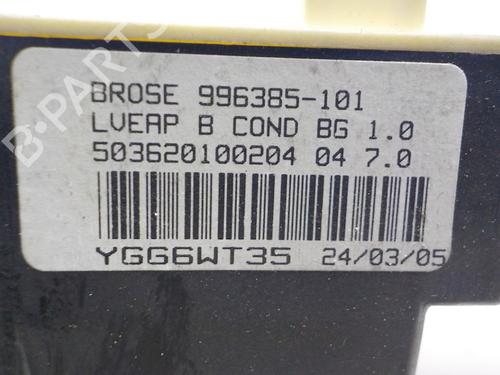 BROSE 996385-101
LVEAP B COND BG 1.0
503620100204 04 7.0
YGG6WT35 24/03/05
B-PARTS